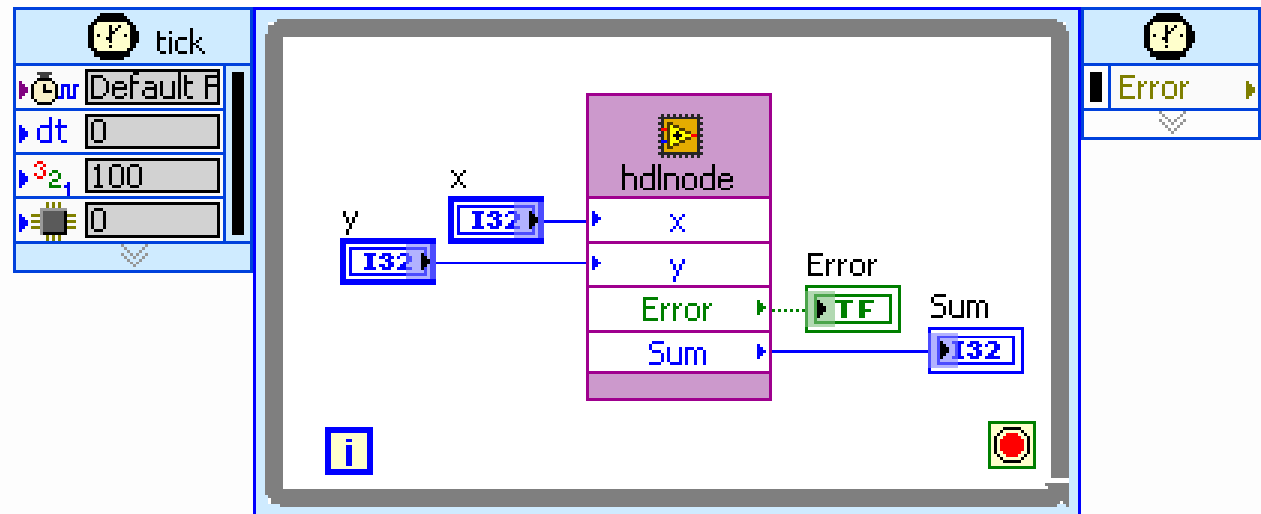 tick
Default F
dt 0
3 2 1 100
0
x
I32
y
I32
hdlnode
x
y
Error
Sum
Error
TF
Sum
I32
i
Error